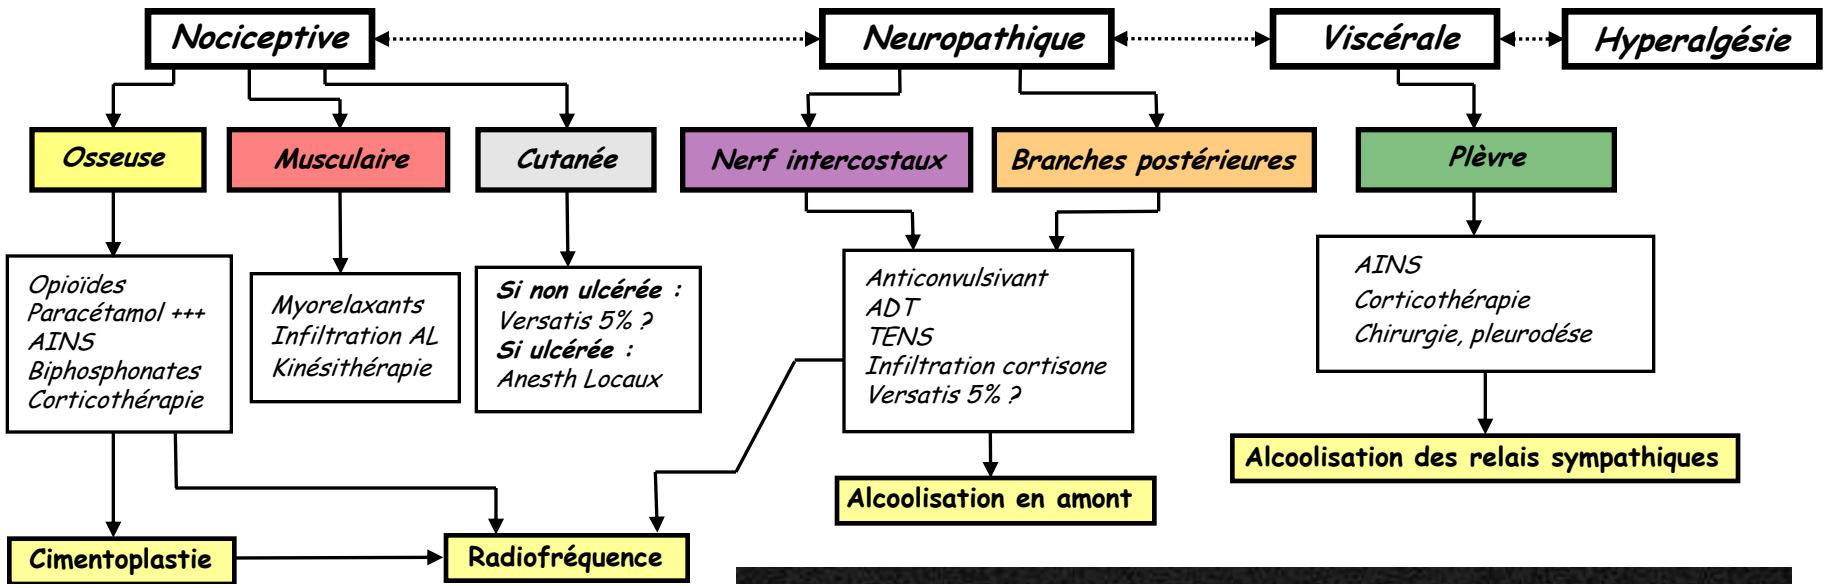 Nociceptive
Neuropathique
Viscérale
Hyperalgésie
Osseuse
Musculaire
Cutanée
Nerf intercostaux
Branches postérieures
Plèvre
Opioïdes
Paracétamol +++
AINS
Biphosphonates
Corticothérapie
Myorelaxants
Infiltration AL
Kinésithérapie
Si non ulcérée :
Versatis 5% ?
Si ulcérée :
Anesth Locaux
Anticonvulsivant
ADT
TENS
Infiltration cortisone
Versatis 5% ?
AINS
Corticothérapie
Chirurgie, pleurodése
Alcoolisation des relais sympathiques
Alcoolisation en amont
Cimentoplastie
Radiofréquence